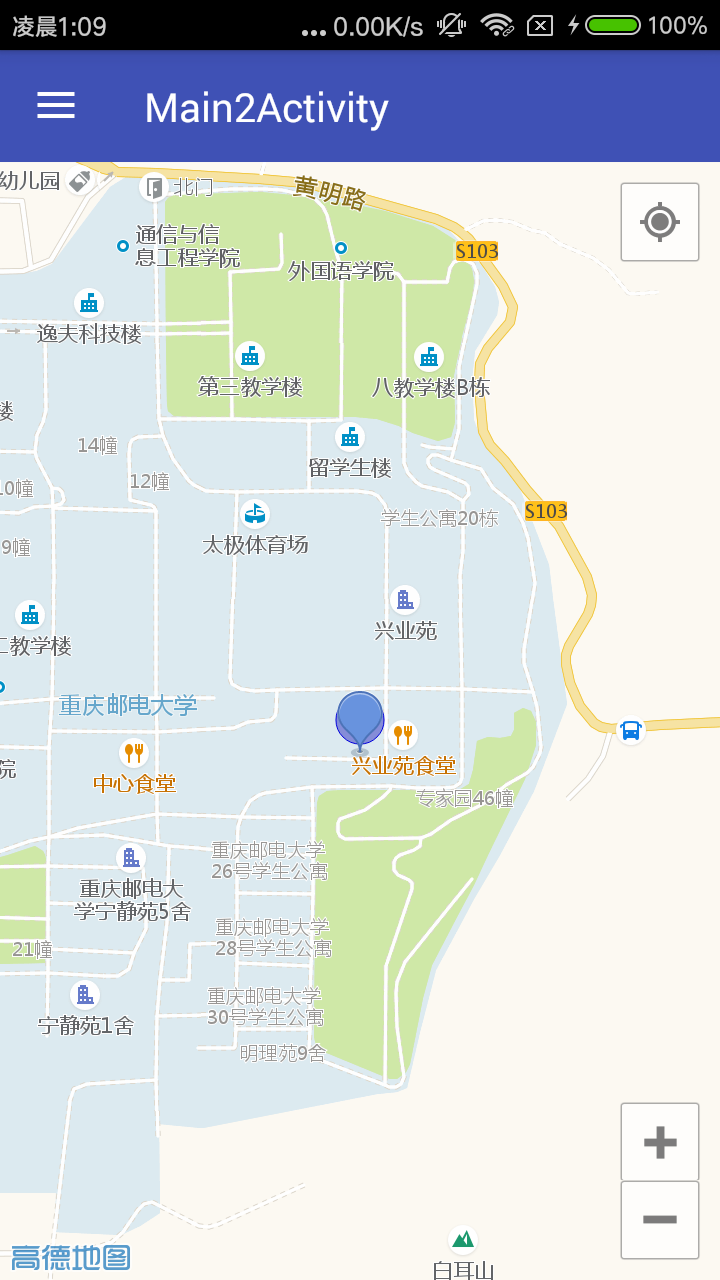 凌晨1:09
... 0.00K/s
100%
Main2Activity
幼儿园
北门
黄明路
通信与信
息工程学院
外国语学院
S103
逸夫科技楼
第三教学楼
八教学楼B栋
楼
14幢
留学生楼
10幢
12幢
S103
学生公寓20栋
9幢
太极体育场
兴业苑
二教学楼
重庆邮电大学
院
中心食堂
兴业苑食堂
专家园46幢
重庆邮电大学
26号学生公寓
重庆邮电大
学宁静苑5舍
重庆邮电大学
28号学生公寓
21幢
重庆邮电大学
30号学生公寓
宁静苑1舍
明理苑9舍
高德地图
白耳山